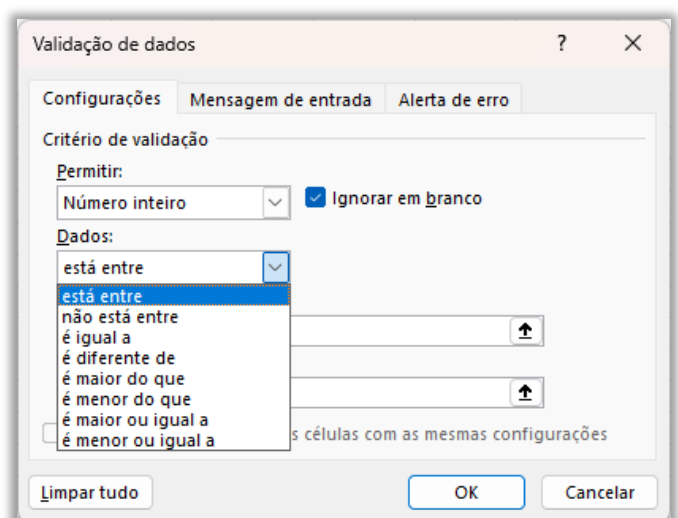 Validação de dados ?
Configurações Mensagem de entrada Alerta de erro
Critério de validação
Permitir:
Número inteiro Ignorar em branco
Dados:
está entre
está entre
não está entre
é igual a
é diferente de
é maior do que
é menor do que
é maior ou igual a
é menor ou igual a
s células com as mesmas configurações
Limpar tudo OK Cancelar